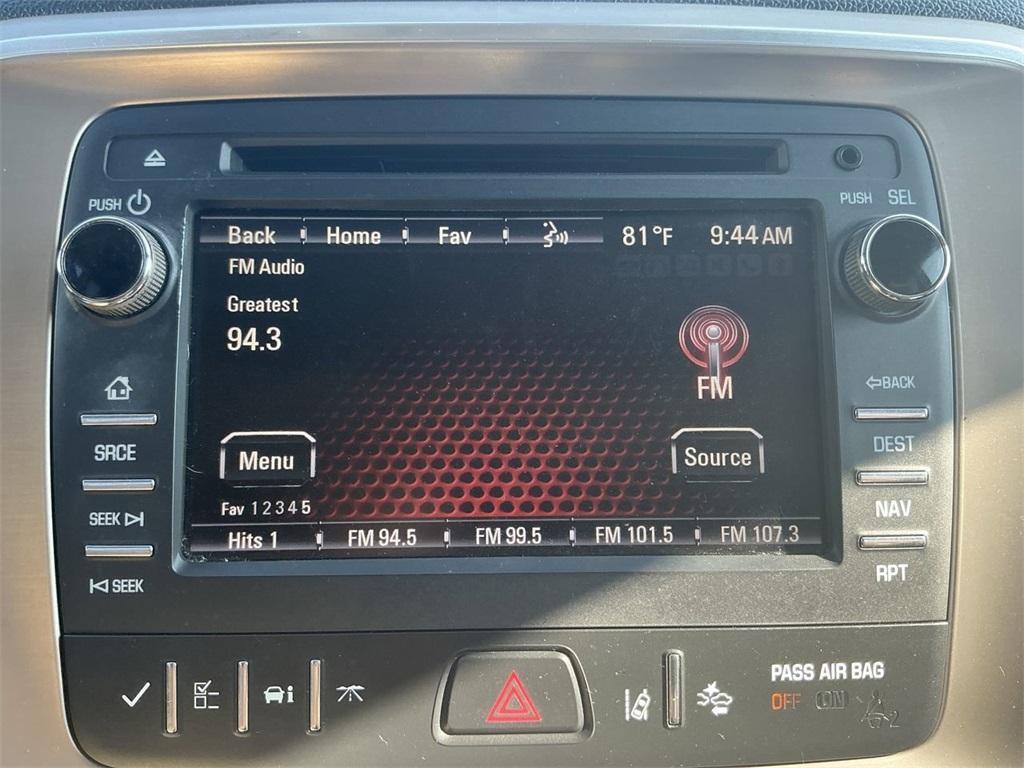 PUSH
PUSH SEL
Back Home Fav 81°F 9:44 AM
FM Audio
Greatest
94.3
FM
BACK
SRCE
DEST
Menu
Source
Fav 1 2 3 4 5
SEEK
NAV
Hits 1 FM 94.5 FM 99.5 FM 101.5 FM 107.3
SEEK
RPT
PASS AIR BAG
OFF ON
2